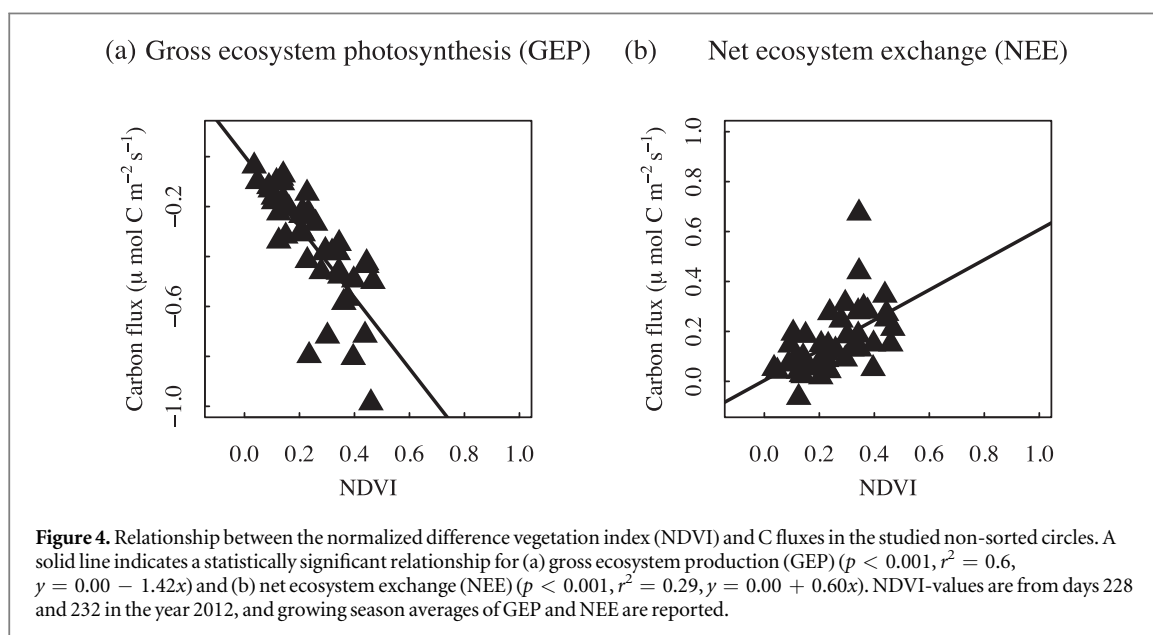 (a) Gross ecosystem photosynthesis (GEP)
(b) Net ecosystem exchange (NEE)
Carbon flux (μ mol C m⁻² s⁻¹)
−0.2
−0.6
−1.0
0.0 0.2 0.4 0.6 0.8 1.0
NDVI
Carbon flux (μ mol C m⁻² s⁻¹)
1.0
0.8
0.6
0.4
0.2
0.0
0.0 0.2 0.4 0.6 0.8 1.0
NDVI
Figure 4. Relationship between the normalized difference vegetation index (NDVI) and C fluxes in the studied non-sorted circles. A
solid line indicates a statistically significant relationship for (a) gross ecosystem production (GEP) (p < 0.001, r² = 0.6,
y = 0.00 − 1.42x) and (b) net ecosystem exchange (NEE) (p < 0.001, r² = 0.29, y = 0.00 + 0.60x). NDVI-values are from days 228
and 232 in the year 2012, and growing season averages of GEP and NEE are reported.